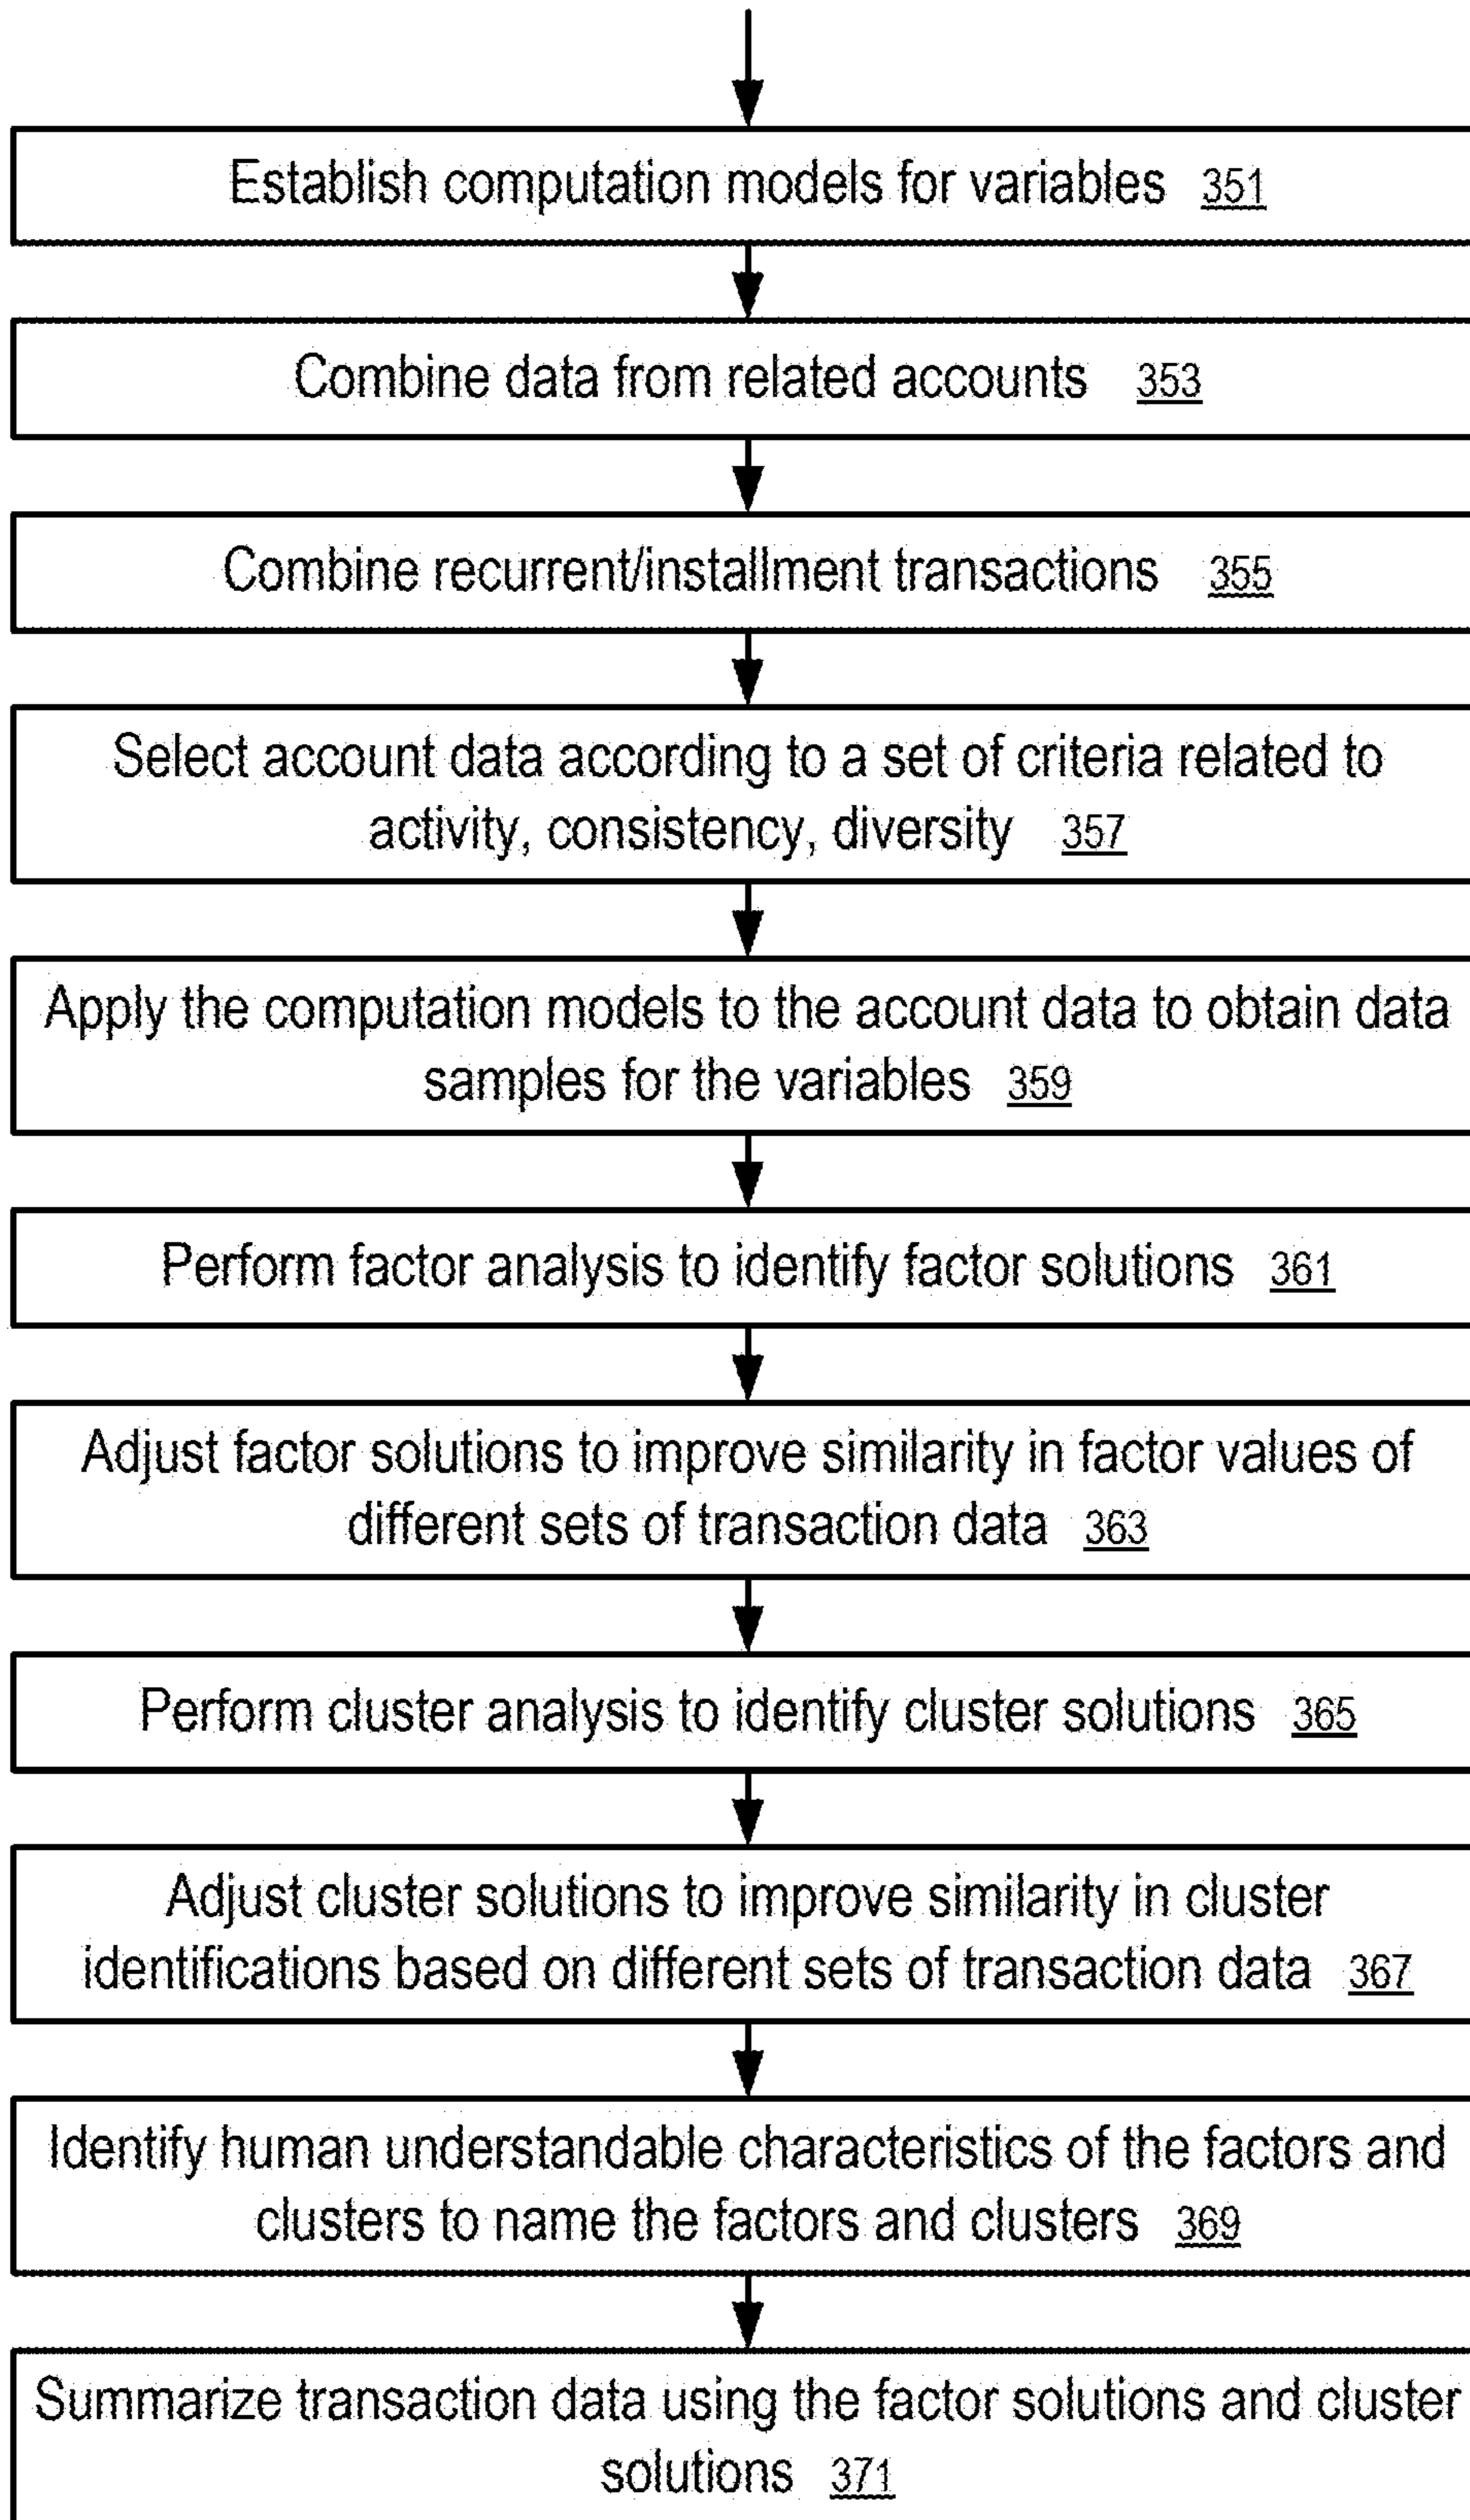 Establish computation models for variables 351
Combine data from related accounts 353
Combine recurrent/installment transactions 355
Select account data according to a set of criteria related to
activity, consistency, diversity 357
Apply the computation models to the account data to obtain data
samples for the variables 359
Perform factor analysis to identify factor solutions 361
Adjust factor solutions to improve similarity in factor values of
different sets of transaction data 363
Perform cluster analysis to identify cluster solutions 365
Adjust cluster solutions to improve similarity in cluster
identifications based on different sets of transaction data 367
Identify human understandable characteristics of the factors and
clusters to name the factors and clusters 369
Summarize transaction data using the factor solutions and cluster
solutions 371